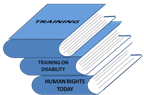 TRAINING
TRAINING ON
DISABILITY
HUMAN RIGHTS
TODAY